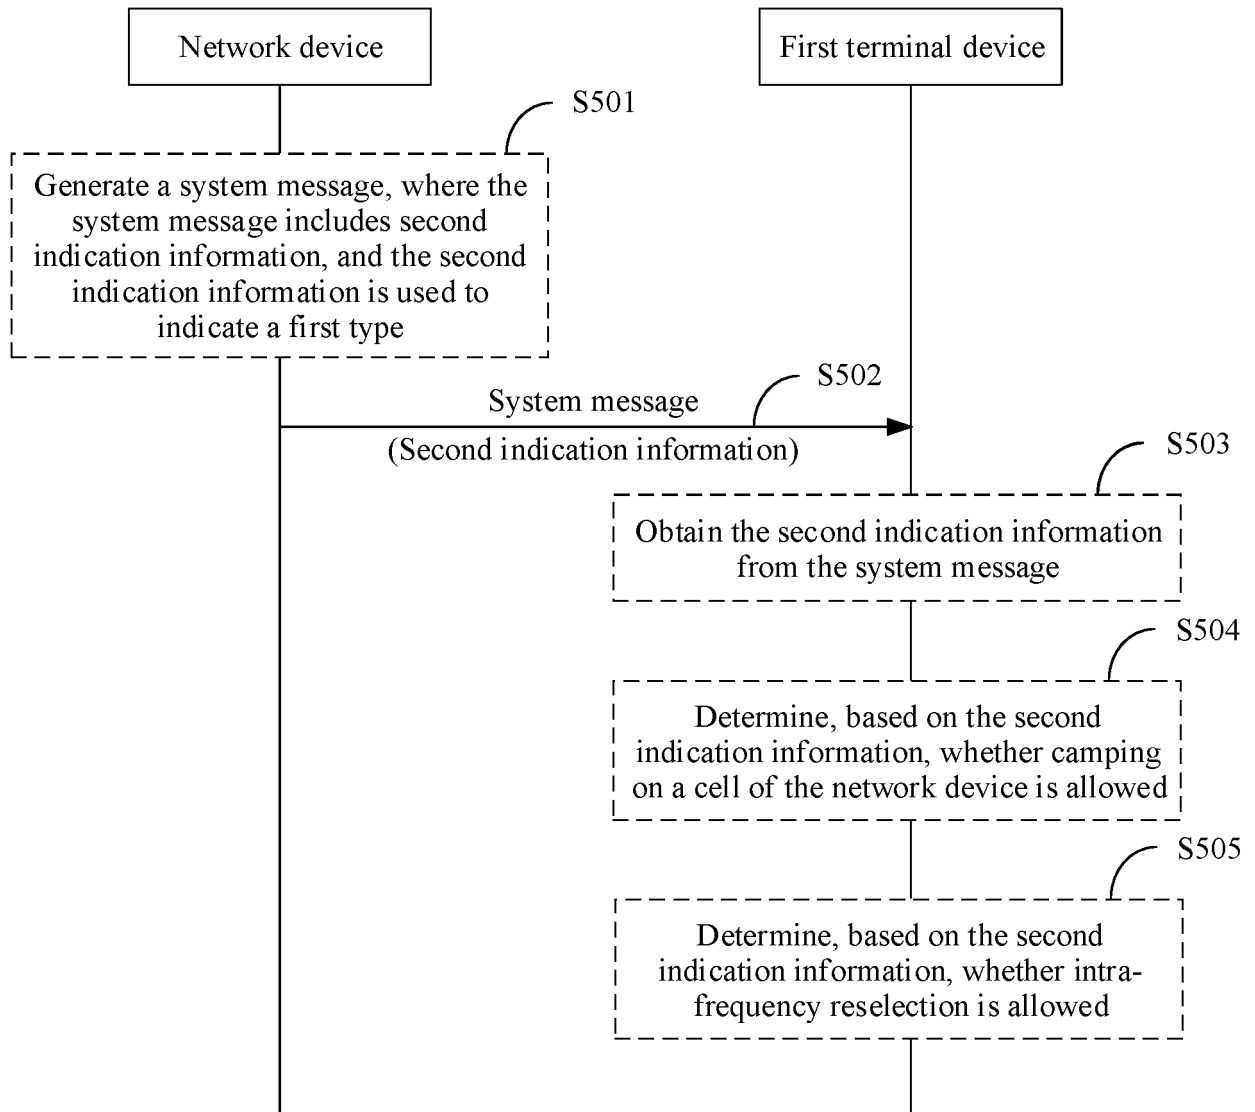 Network device
First terminal device
S501
Generate a system message, where the
system message includes second
indication information, and the second
indication information is used to
indicate a first type
S502
System message
(Second indication information)
S503
Obtain the second indication information
from the system message
S504
Determine, based on the second
indication information, whether camping
on a cell of the network device is allowed
S505
Determine, based on the second
indication information, whether intra-
frequency reselection is allowed